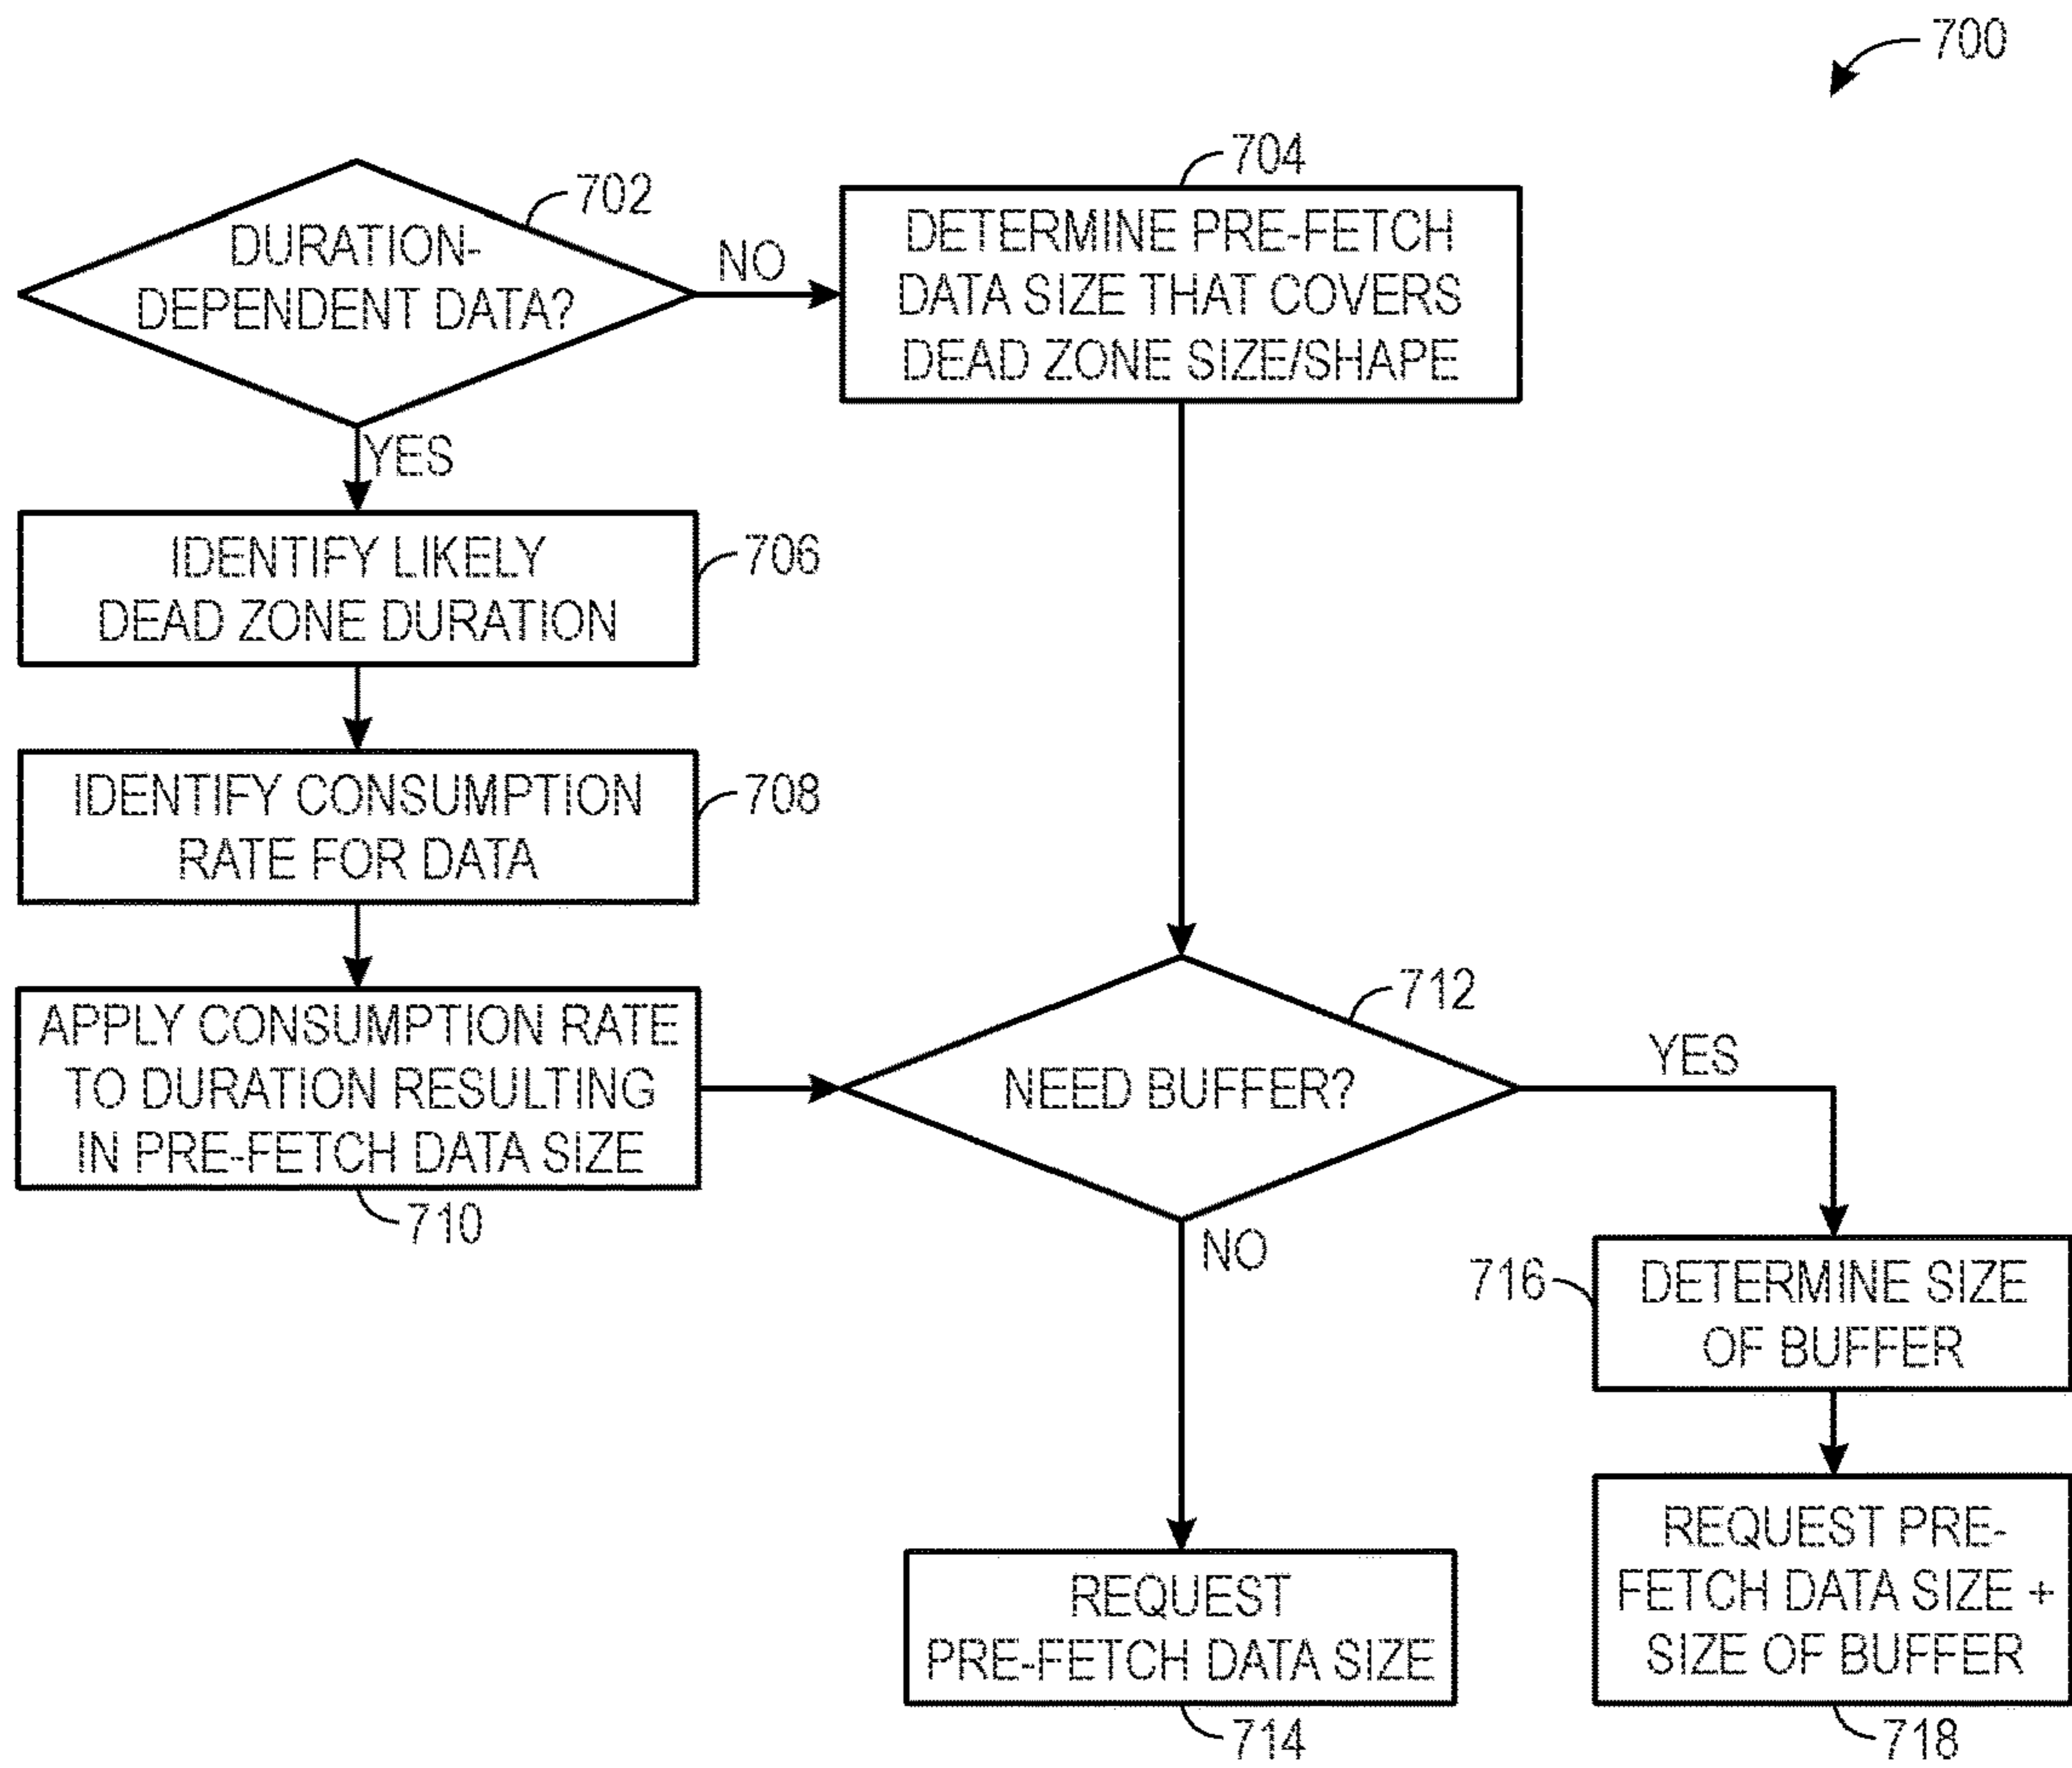 700
702
DURATION-
DEPENDENT DATA?
NO
704
DETERMINE PRE-FETCH
DATA SIZE THAT COVERS
DEAD ZONE SIZE/SHAPE
YES
IDENTIFY LIKELY
DEAD ZONE DURATION
706
IDENTIFY CONSUMPTION
RATE FOR DATA
708
APPLY CONSUMPTION RATE
TO DURATION RESULTING
IN PRE-FETCH DATA SIZE
710
712
NEED BUFFER?
YES
NO
716
DETERMINE SIZE
OF BUFFER
REQUEST
PRE-FETCH DATA SIZE
714
REQUEST PRE-
FETCH DATA SIZE +
SIZE OF BUFFER
718